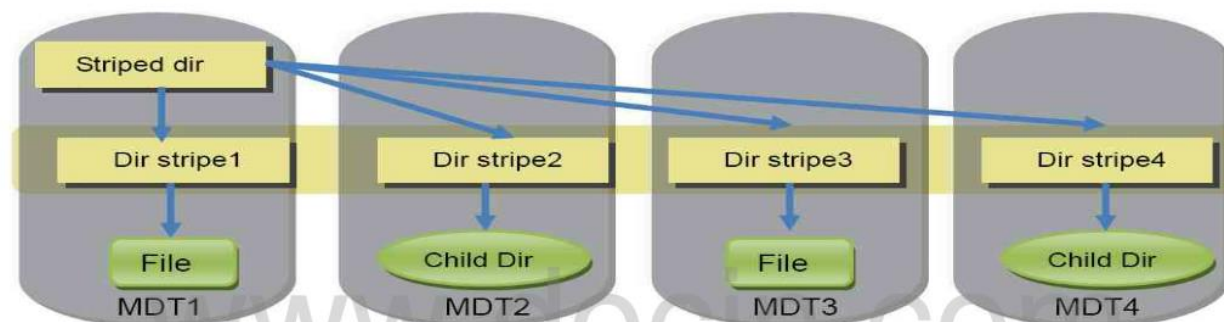 Striped dir
Dir stripe1 Dir stripe2 Dir stripe3 Dir stripe4
File Child Dir File Child Dir
MDT1 MDT2 MDT3 MDT4